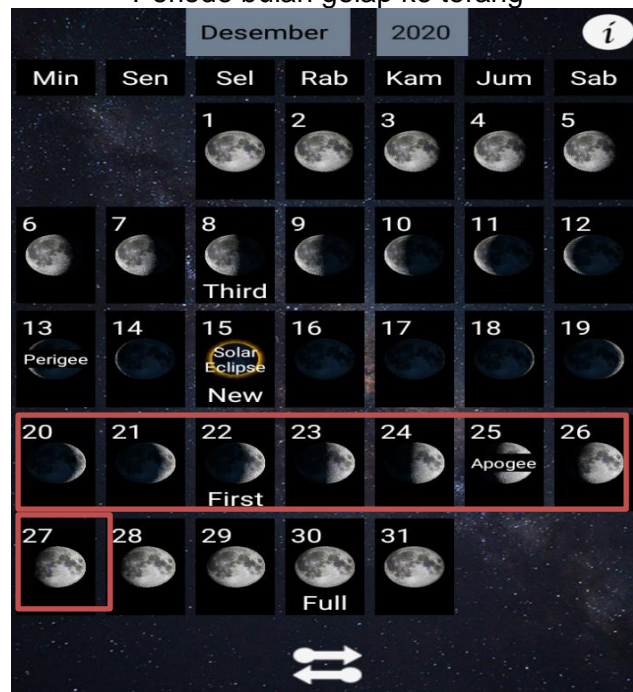 Periode bulan gelap ke terang
Desember 2020 i
Min Sen Sel Rab Kam Jum Sab
1 2 3 4 5
6 7 8 9 10 11 12
Third
13 14 15 16 17 18 19
Perigee Solar Eclipse
New
20 21 22 23 24 25 26
Apogee
First
27 28 29 30 31
Full